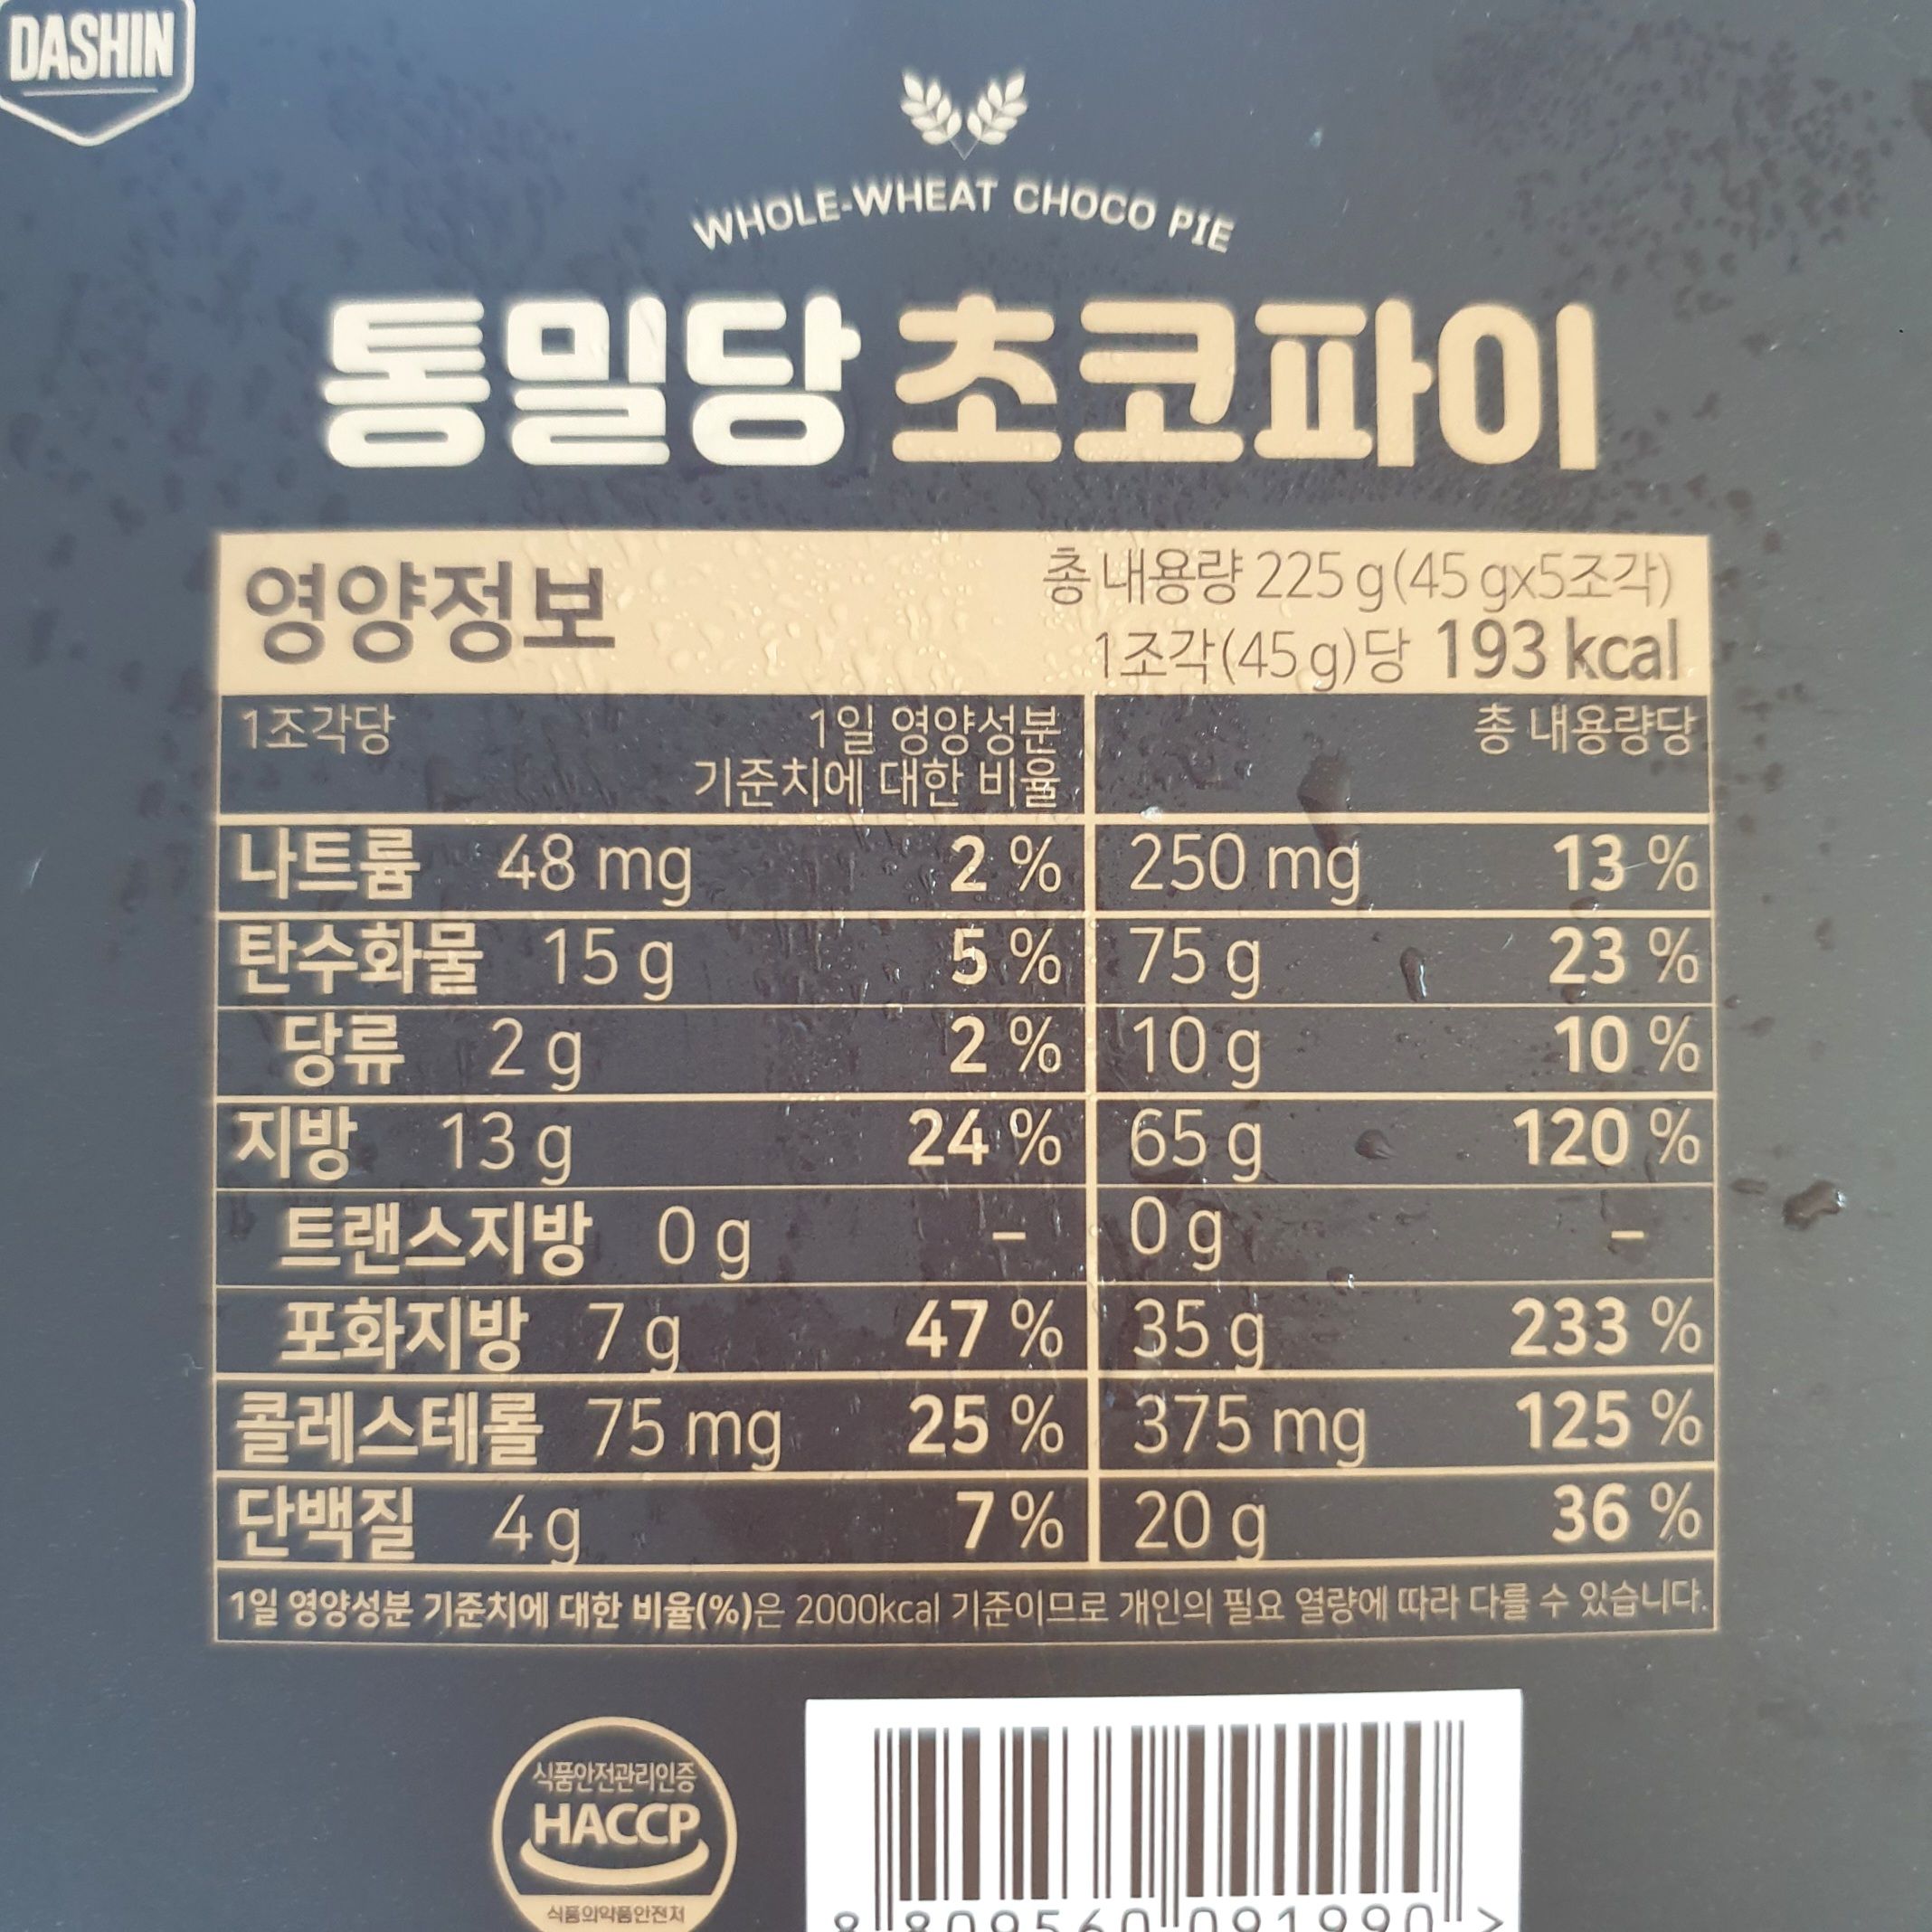 DASHIN
WHOLE-WHEAT CHOCO PIE
통밀당 초코파이
영양정보
총 내용량 225 g(45 gx5조각)
1조각(45 g)당 193 kcal
1조각당 1일 영양성분 총 내용량당
기준치에 대한 비율
나트륨 48 mg 2 % 250 mg 13 %
탄수화물 15 g 5 % 75 g 23 %
당류 2 g 2 % 10 g 10 %
지방 13 g 24 % 65 g 120 %
트랜스지방 0 g – 0 g –
포화지방 7 g 47 % 35 g 233 %
콜레스테롤 75 mg 25 % 375 mg 125 %
단백질 4 g 7 % 20 g 36 %
1일 영양성분 기준치에 대한 비율(%)은 2000kcal 기준이므로 개인의 필요 열량에 따라 다를 수 있습니다.
식품안전관리인증
HACCP
식품의약품안전처
8 809560 091990 >